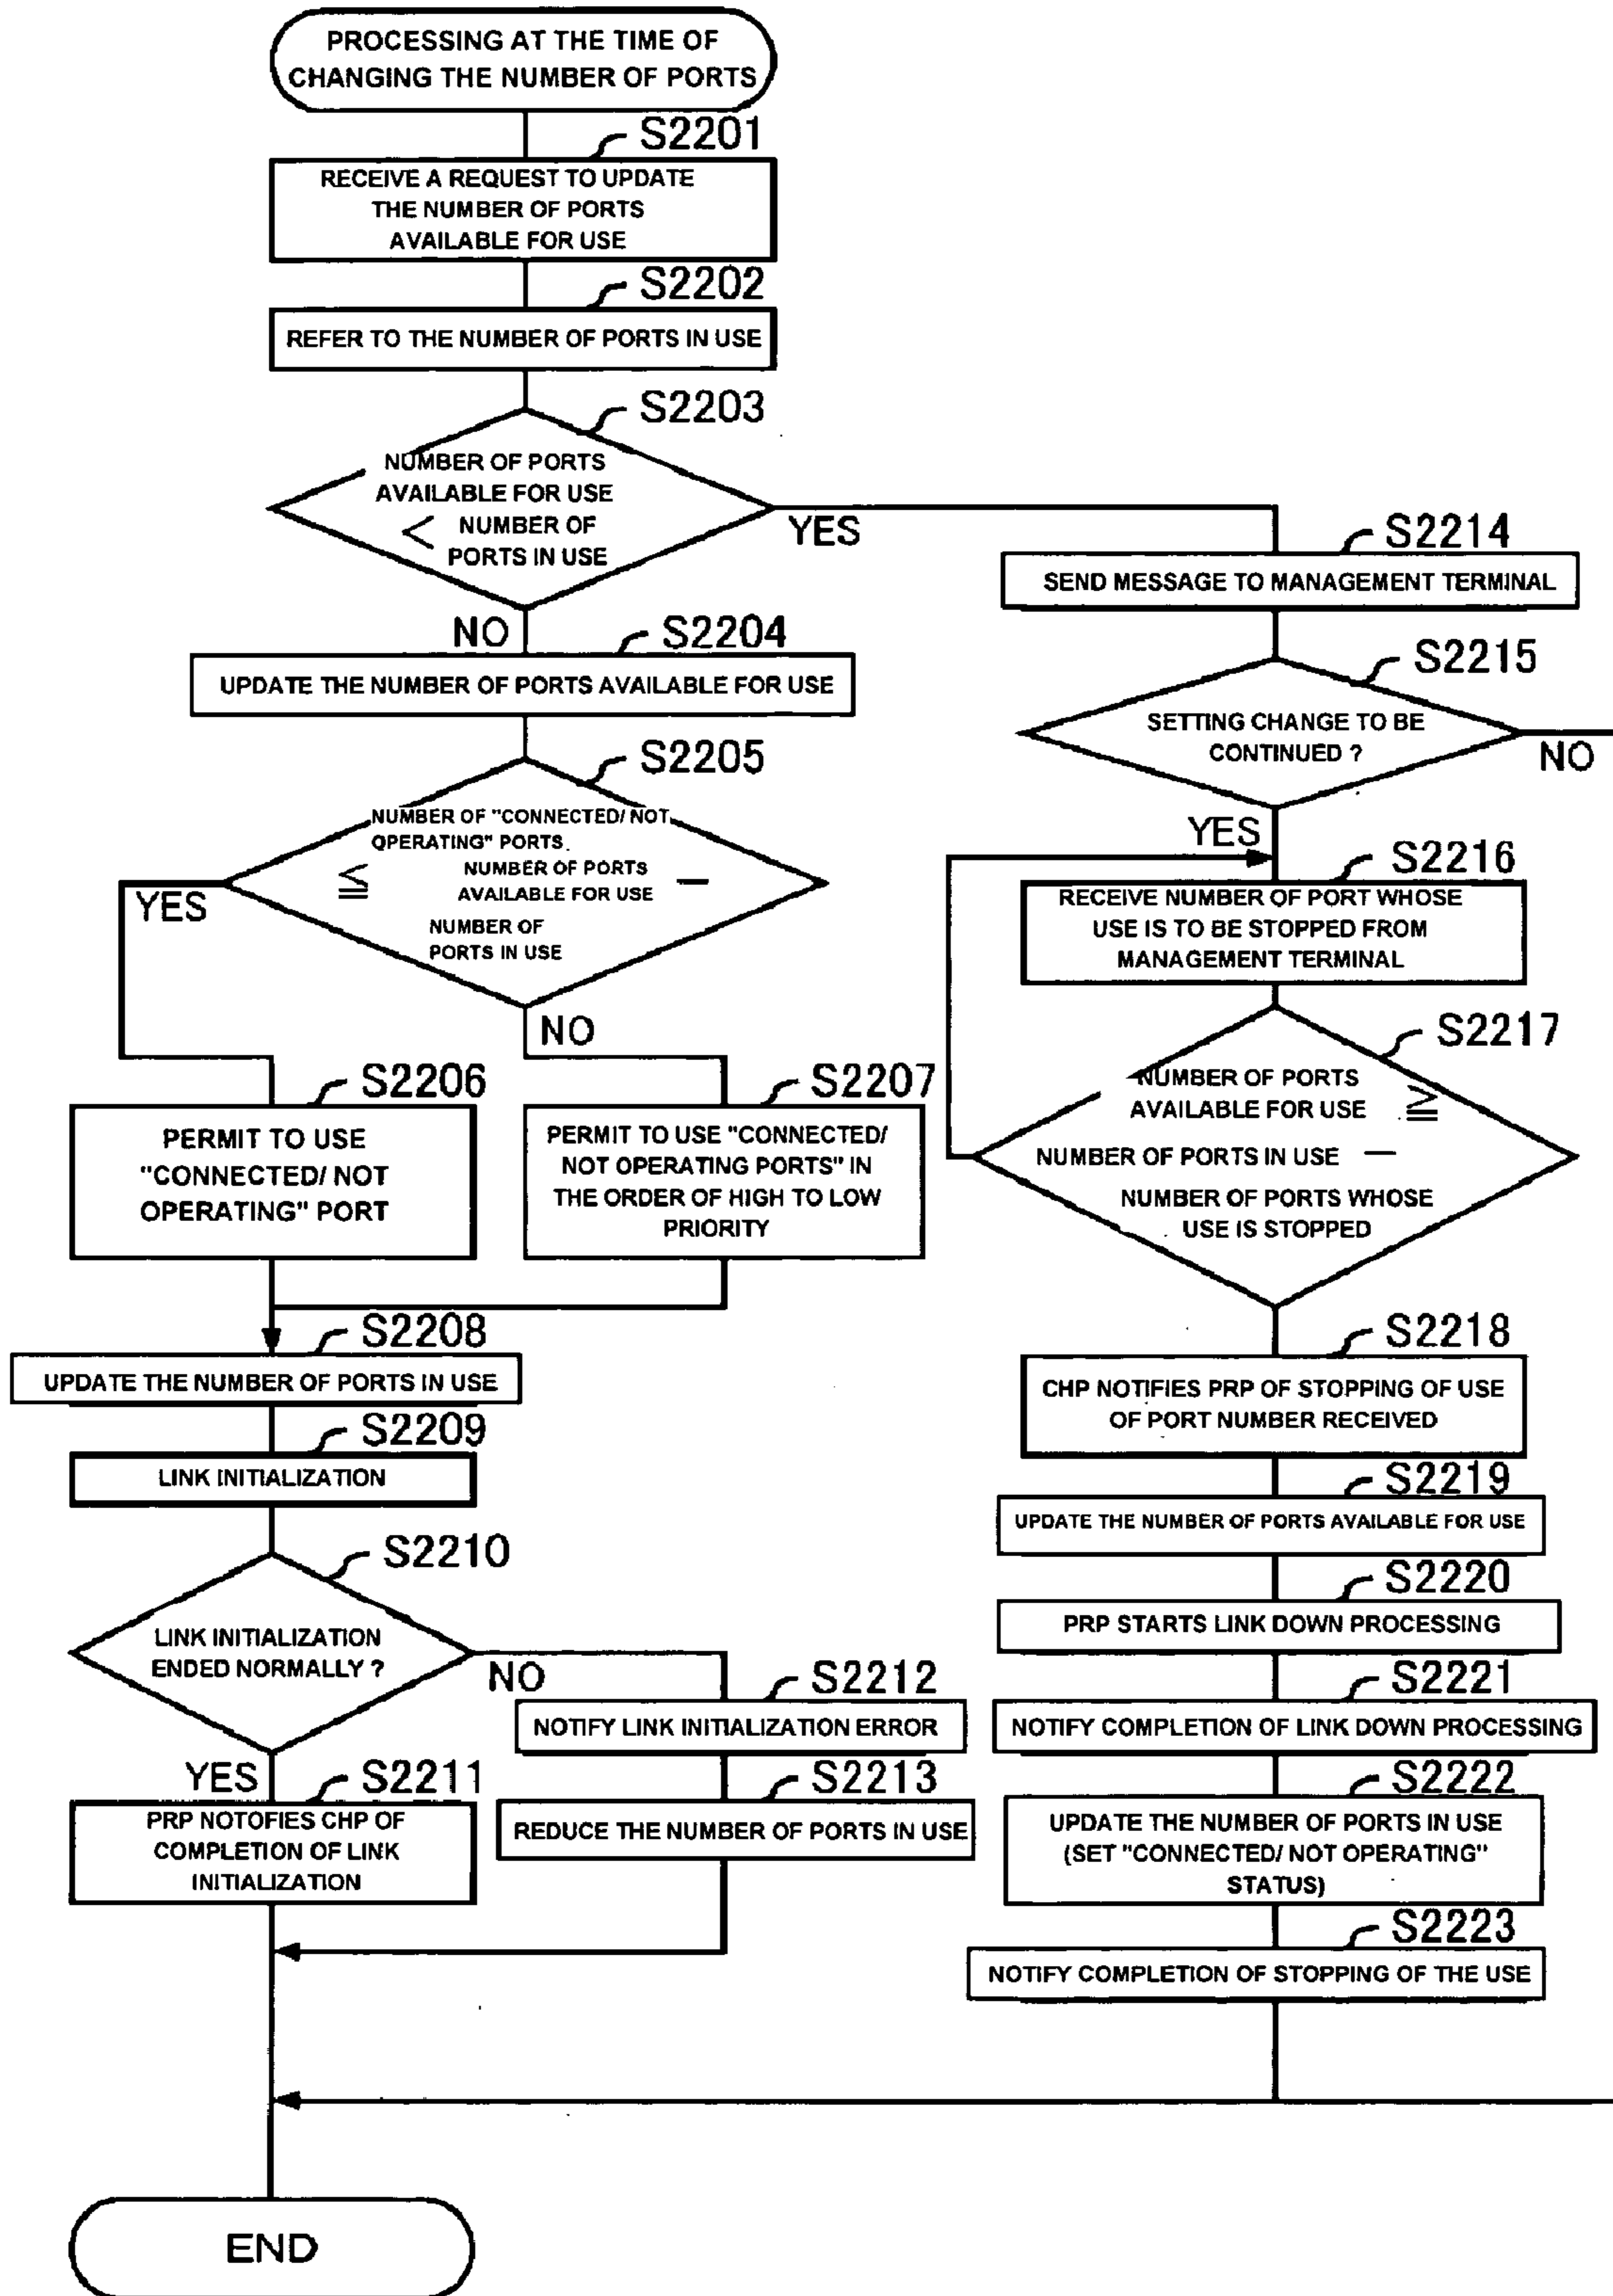 PROCESSING AT THE TIME OF
CHANGING THE NUMBER OF PORTS
S2201
RECEIVE A REQUEST TO UPDATE
THE NUMBER OF PORTS
AVAILABLE FOR USE
S2202
REFER TO THE NUMBER OF PORTS IN USE
S2203
NUMBER OF PORTS
AVAILABLE FOR USE
< NUMBER OF
PORTS IN USE
YES
NO
S2204
UPDATE THE NUMBER OF PORTS AVAILABLE FOR USE
S2205
NUMBER OF "CONNECTED/ NOT
OPERATING" PORTS
≦ NUMBER OF PORTS
AVAILABLE FOR USE —
NUMBER OF
PORTS IN USE
YES
NO
S2206
PERMIT TO USE
"CONNECTED/ NOT
OPERATING" PORT
S2207
PERMIT TO USE "CONNECTED/
NOT OPERATING PORTS" IN
THE ORDER OF HIGH TO LOW
PRIORITY
S2208
UPDATE THE NUMBER OF PORTS IN USE
S2209
LINK INITIALIZATION
S2210
LINK INITIALIZATION
ENDED NORMALLY ?
NO
YES
S2211
PRP NOTOFIES CHP OF
COMPLETION OF LINK
INITIALIZATION
S2212
NOTIFY LINK INITIALIZATION ERROR
S2213
REDUCE THE NUMBER OF PORTS IN USE
S2214
SEND MESSAGE TO MANAGEMENT TERMINAL
S2215
SETTING CHANGE TO BE
CONTINUED ?
NO
YES
S2216
RECEIVE NUMBER OF PORT WHOSE
USE IS TO BE STOPPED FROM
MANAGEMENT TERMINAL
S2217
NUMBER OF PORTS
AVAILABLE FOR USE ≧
NUMBER OF PORTS IN USE —
NUMBER OF PORTS WHOSE
USE IS STOPPED
S2218
CHP NOTIFIES PRP OF STOPPING OF USE
OF PORT NUMBER RECEIVED
S2219
UPDATE THE NUMBER OF PORTS AVAILABLE FOR USE
S2220
PRP STARTS LINK DOWN PROCESSING
S2221
NOTIFY COMPLETION OF LINK DOWN PROCESSING
S2222
UPDATE THE NUMBER OF PORTS IN USE
(SET "CONNECTED/ NOT OPERATING"
STATUS)
S2223
NOTIFY COMPLETION OF STOPPING OF THE USE
END